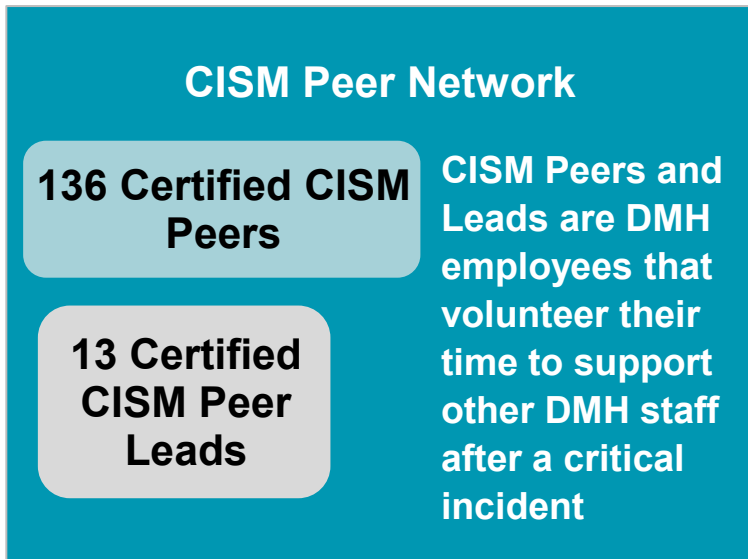 CISM Peer Network
136 Certified CISM
Peers
13 Certified
CISM Peer
Leads
CISM Peers and
Leads are DMH
employees that
volunteer their
time to support
other DMH staff
after a critical
incident